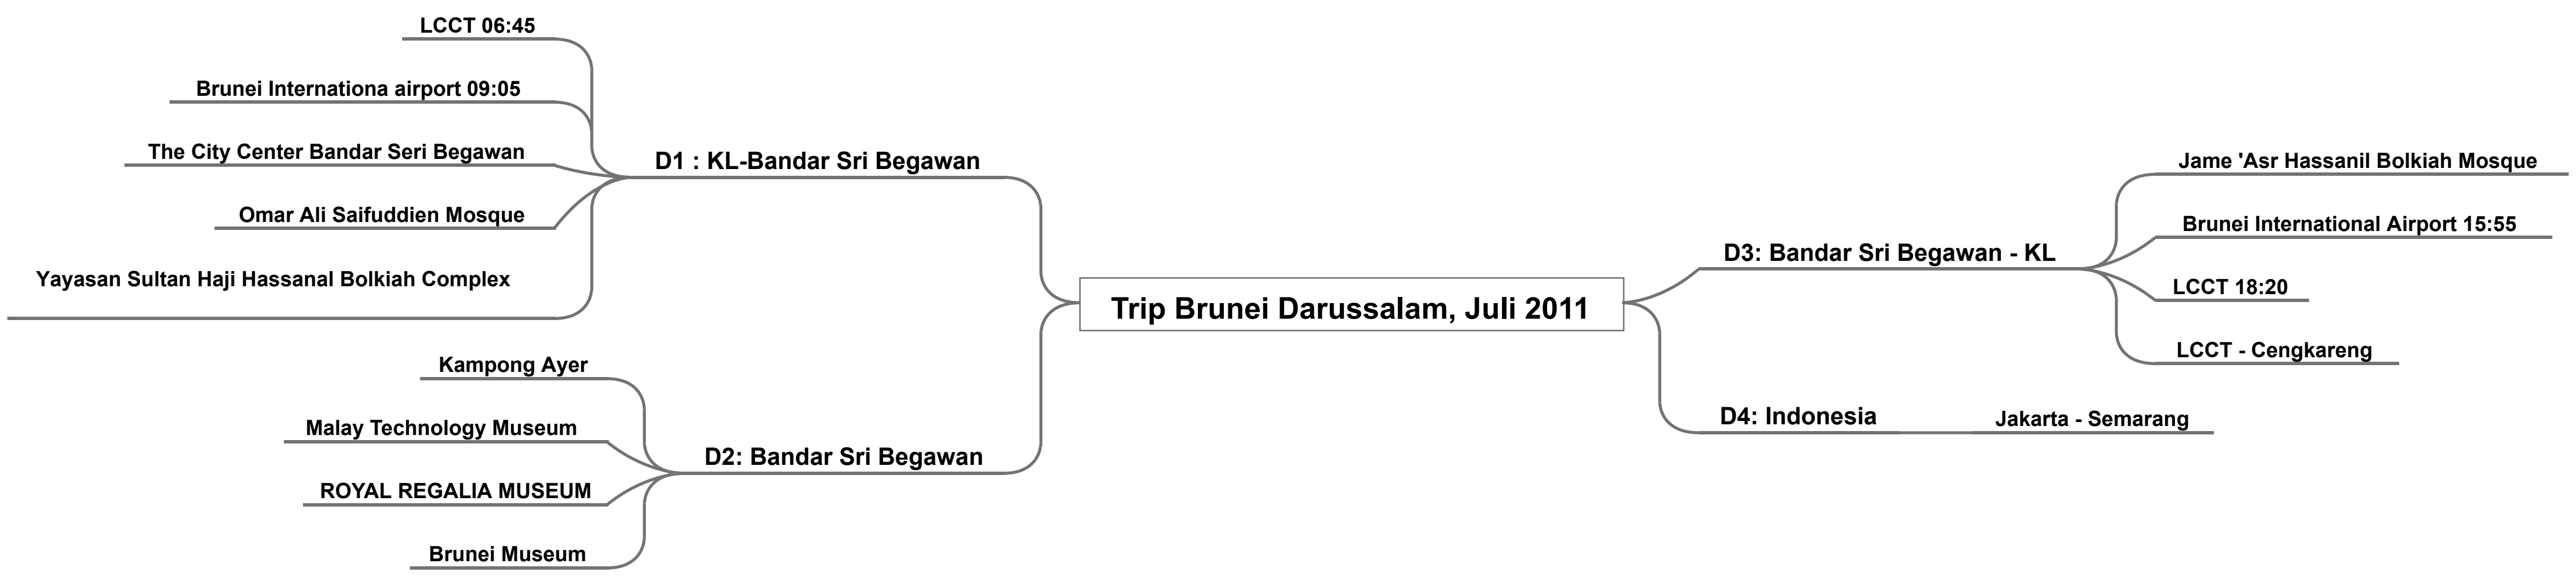 Trip Brunei Darussalam, Juli 2011
D1 : KL-Bandar Sri Begawan
LCCT 06:45
Brunei Internationa airport 09:05
The City Center Bandar Seri Begawan
Omar Ali Saifuddien Mosque
Yayasan Sultan Haji Hassanal Bolkiah Complex
D2: Bandar Sri Begawan
Kampong Ayer
Malay Technology Museum
ROYAL REGALIA MUSEUM
Brunei Museum
D3: Bandar Sri Begawan - KL
Jame 'Asr Hassanil Bolkiah Mosque
Brunei International Airport 15:55
LCCT 18:20
LCCT - Cengkareng
D4: Indonesia
Jakarta - Semarang